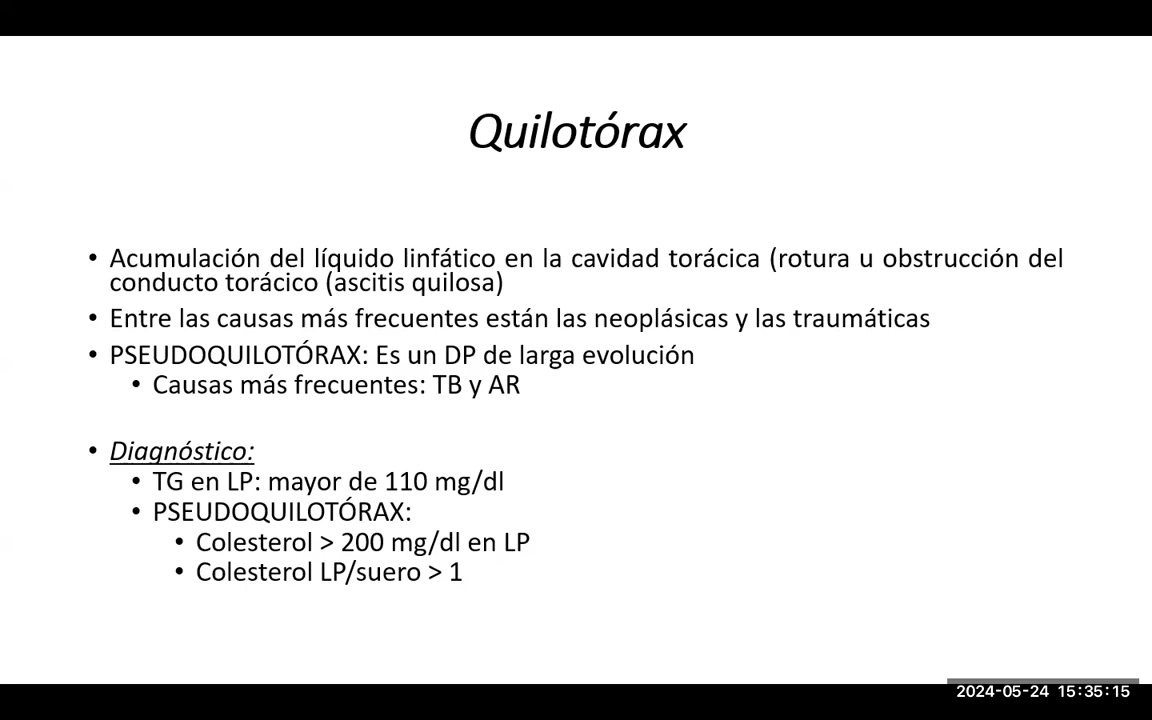 Quilotórax
• Acumulación del líquido linfático en la cavidad torácica (rotura u obstrucción del
conducto torácico (ascitis quilosa)
• Entre las causas más frecuentes están las neoplásicas y las traumáticas
• PSEUDOQUILOTÓRAX: Es un DP de larga evolución
• Causas más frecuentes: TB y AR
• Diagnóstico:
• TG en LP: mayor de 110 mg/dl
• PSEUDOQUILOTÓRAX:
• Colesterol > 200 mg/dl en LP
• Colesterol LP/suero > 1
2024-05-24 15:35:15